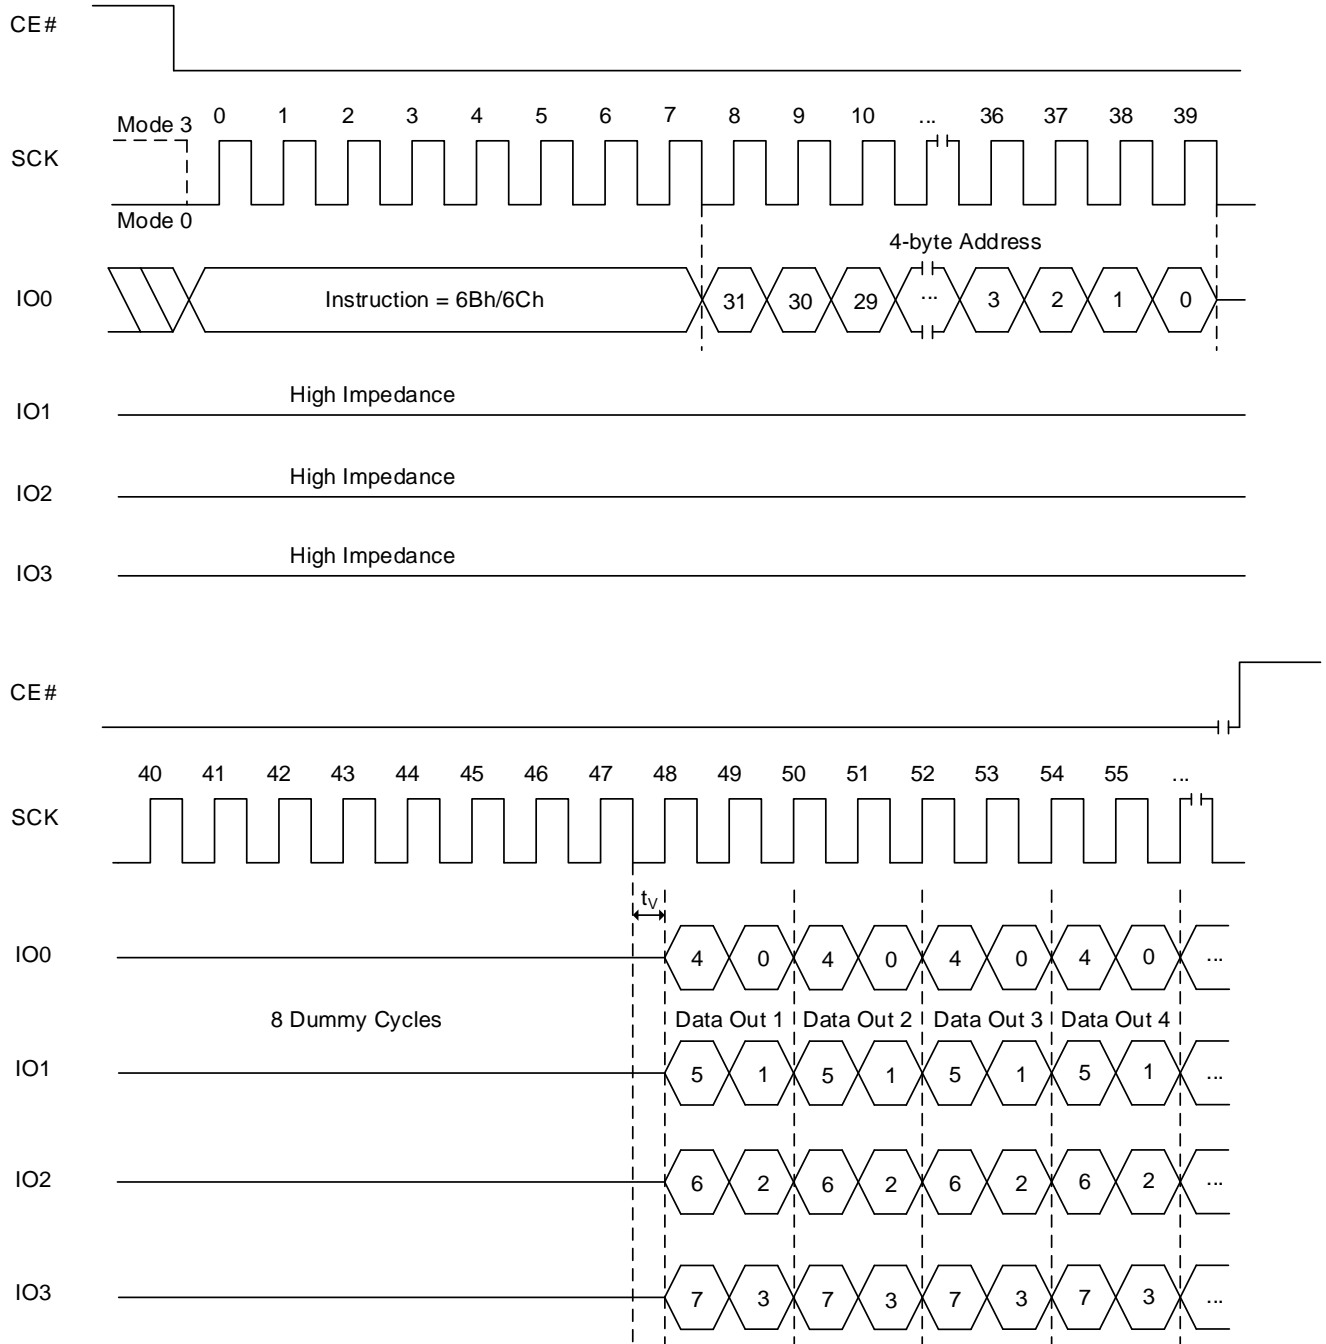 CE#
Mode 3 0 1 2 3 4 5 6 7 8 9 10 ... 36 37 38 39
SCK
Mode 0
4-byte Address
IO0 Instruction = 6Bh/6Ch 31 30 29 ... 3 2 1 0
High Impedance
IO1
High Impedance
IO2
High Impedance
IO3
CE#
40 41 42 43 44 45 46 47 48 49 50 51 52 53 54 55 ...
SCK
tV
IO0 4 0 4 0 4 0 4 0 ...
8 Dummy Cycles Data Out 1 Data Out 2 Data Out 3 Data Out 4
IO1 5 1 5 1 5 1 5 1 ...
IO2 6 2 6 2 6 2 6 2 ...
IO3 7 3 7 3 7 3 7 3 ...